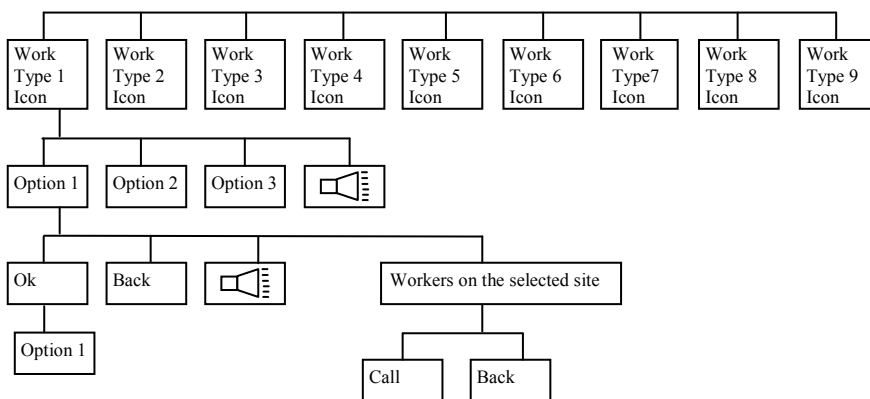 Work
Type 1
Icon
Work
Type 2
Icon
Work
Type 3
Icon
Work
Type 4
Icon
Work
Type 5
Icon
Work
Type 6
Icon
Work
Type7
Icon
Work
Type 8
Icon
Work
Type 9
Icon
Option 1
Option 2
Option 3
Ok
Back
Workers on the selected site
Option 1
Call
Back